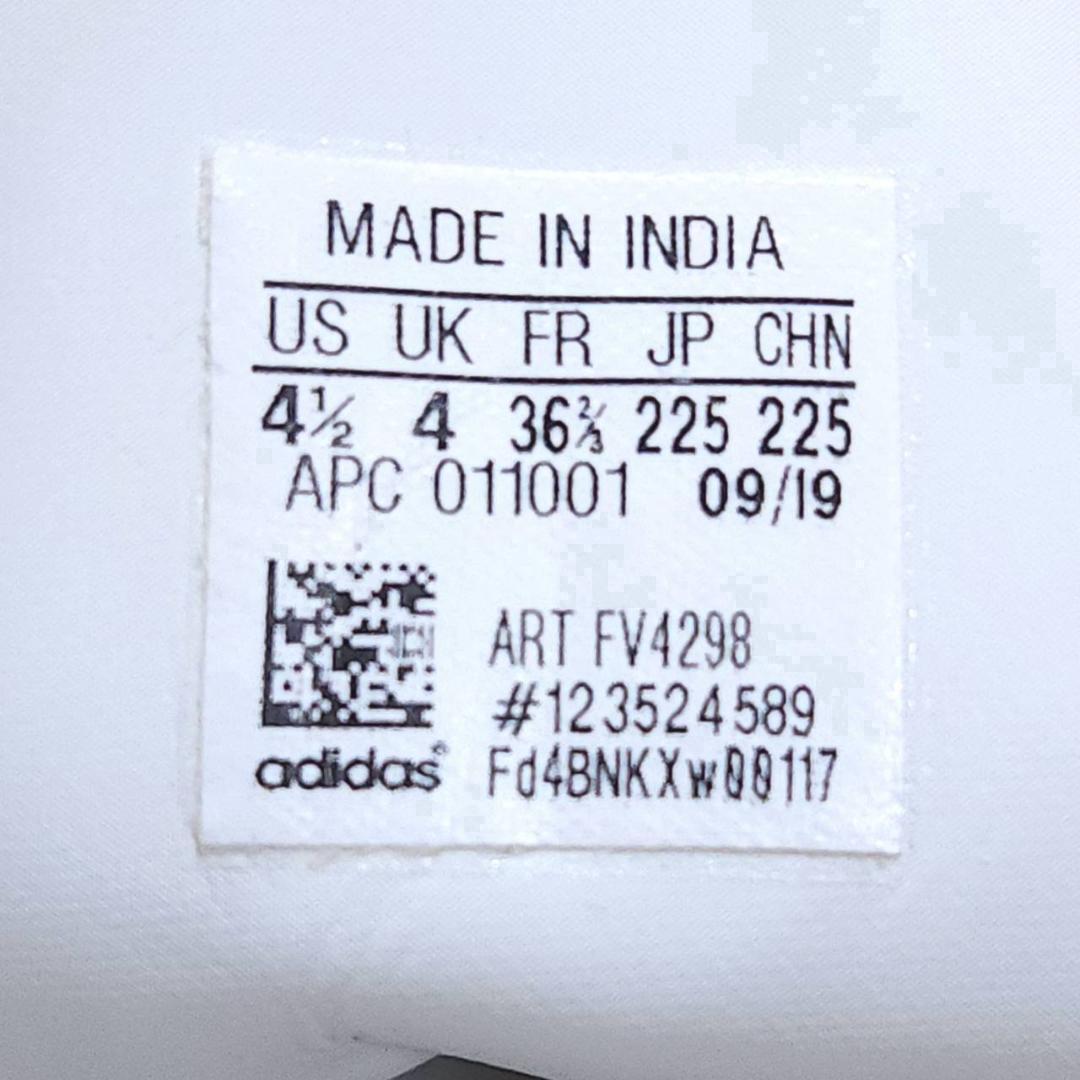 MADE IN INDIA
US UK FR JP CHN
4½ 4 36⅔ 225 225
APC 011001 09/19
ART FV4298
#123524589
adidas® Fd4BNKXw00117